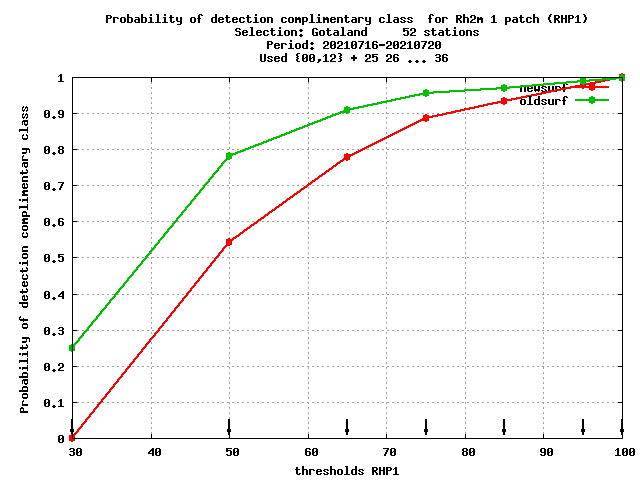 Probability of detection complimentary class  for Rh2m 1 patch (RHP1)
Selection: Gotaland     52 stations
Period: 20210716-20210720
Used {00,12} + 25 26 ... 36
Probability of detection complimentary class
1
0.9
0.8
0.7
0.6
0.5
0.4
0.3
0.2
0.1
0
newsurf
oldsurf
30 40 50 60 70 80 90 100
thresholds RHP1